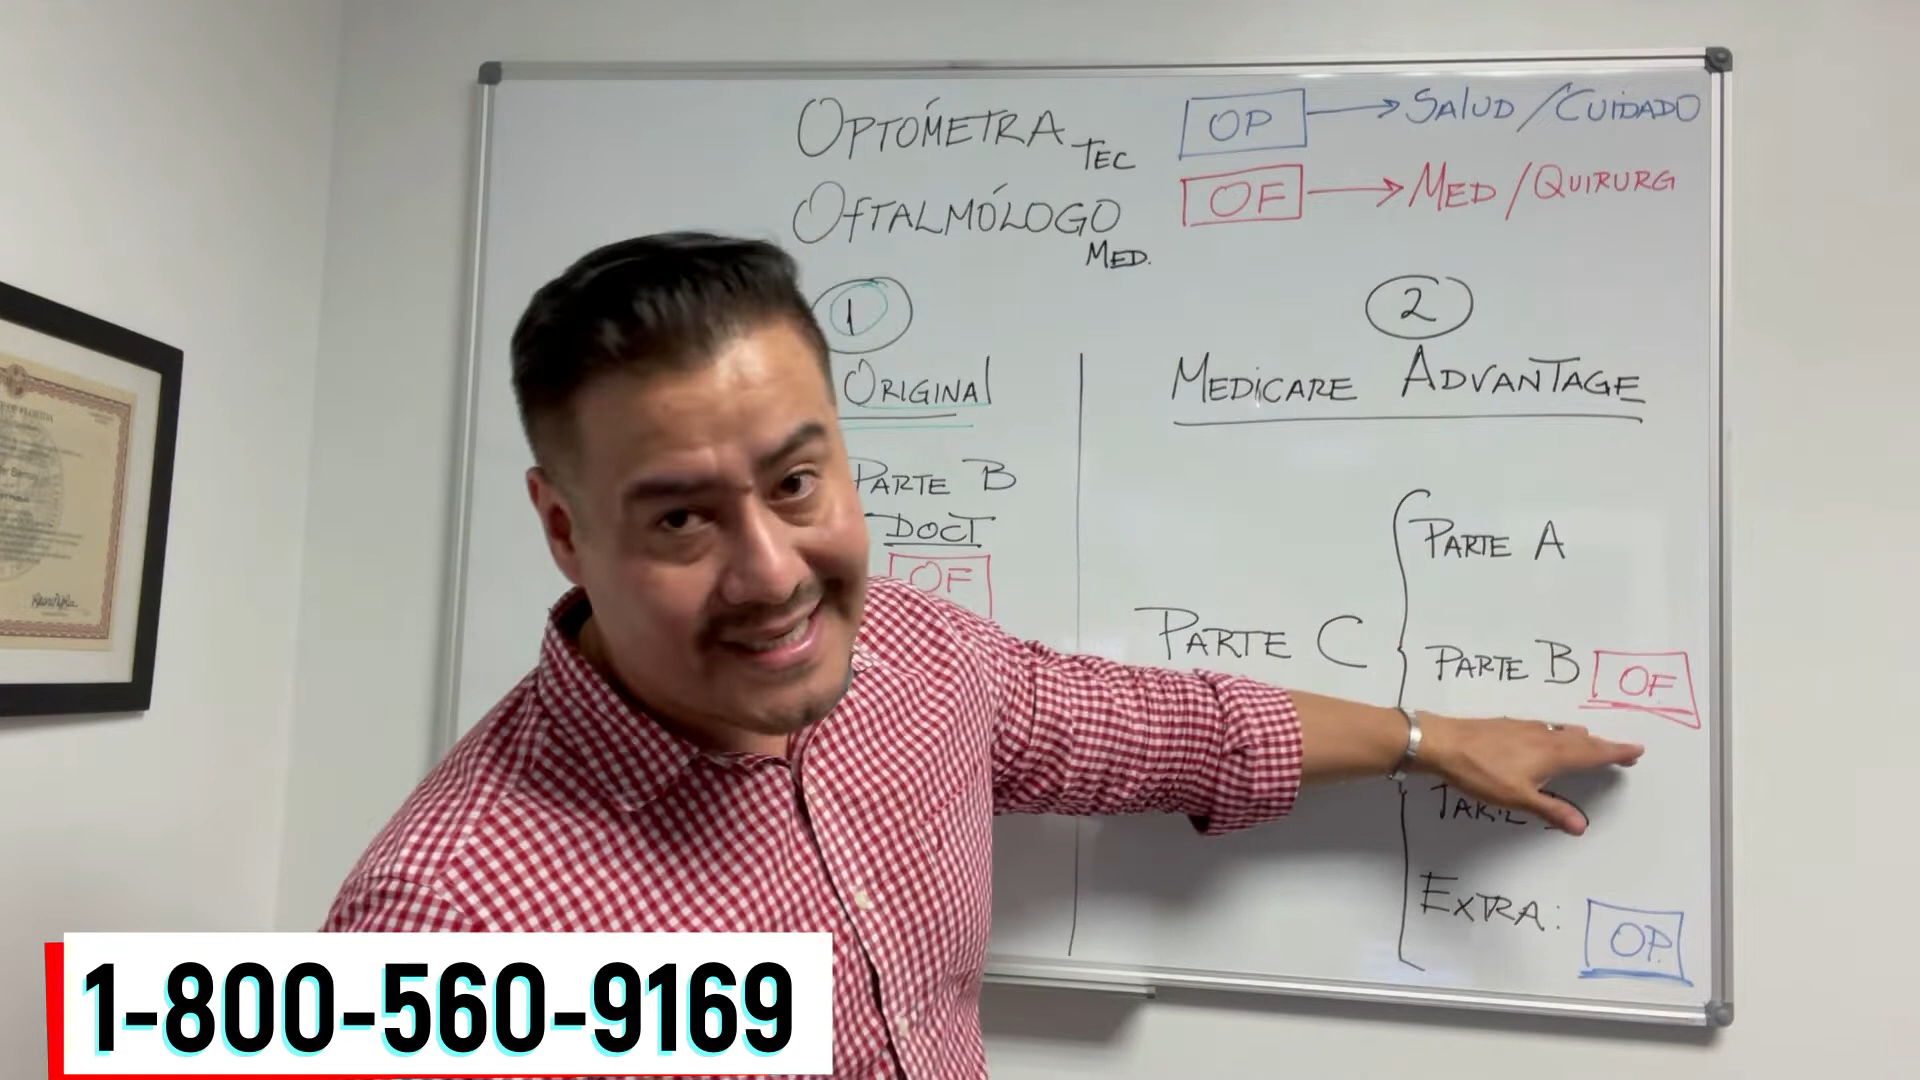 OPTÓMETRA TEC
OFTALMÓLOGO MED.
OP → SALUD / CUIDADO
OF → MED / QUIRURG
1
ORIGINAL
PARTE B
DOCT
OF
2
MEDICARE ADVANTAGE
PARTE C
PARTE A
PARTE B OF
EXTRA: OP.
1-800-560-9169